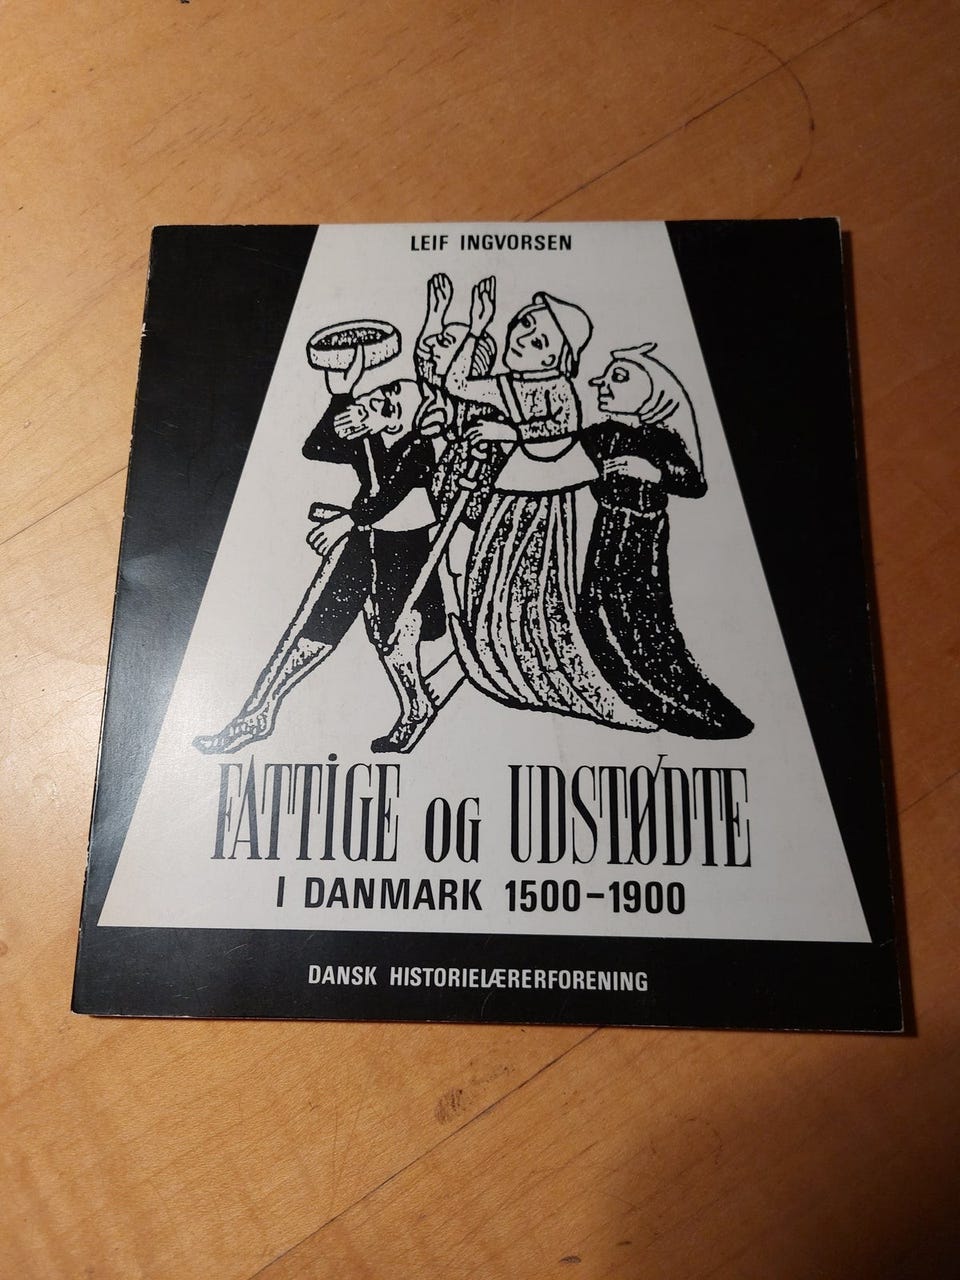 LEIF INGVORSEN
FATTiGE OG UDSTØDTE
I DANMARK 1500-1900
DANSK HISTORIELÆRERFORENING